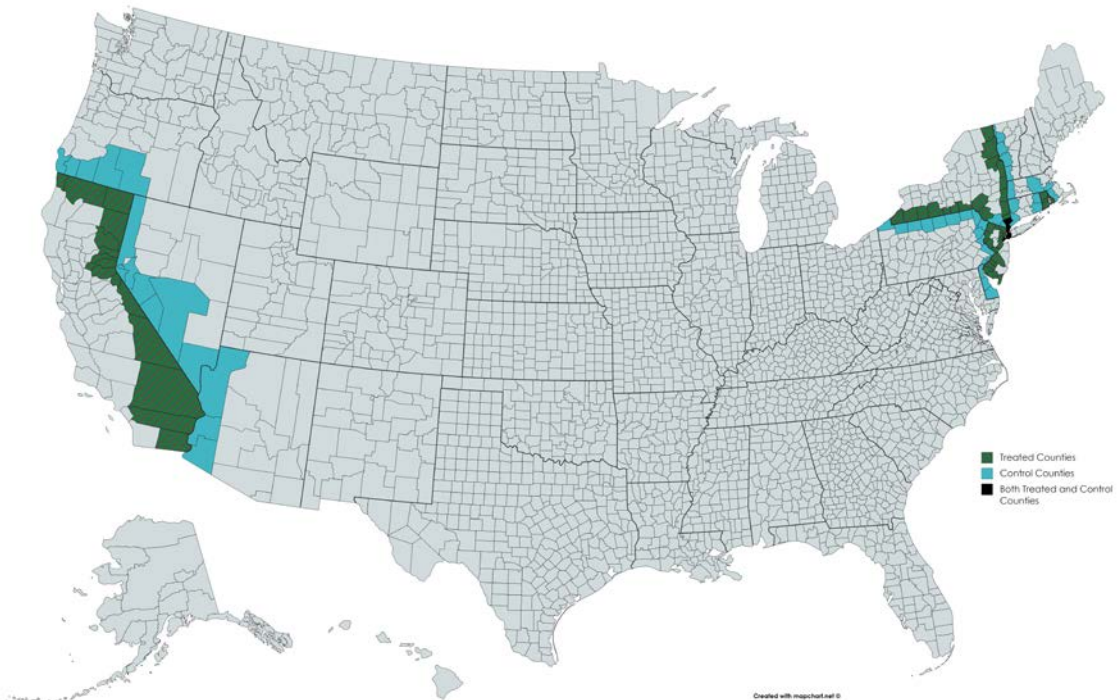 Treated Counties
Control Counties
Both Treated and Control
Counties
Created with mapchart.net ©